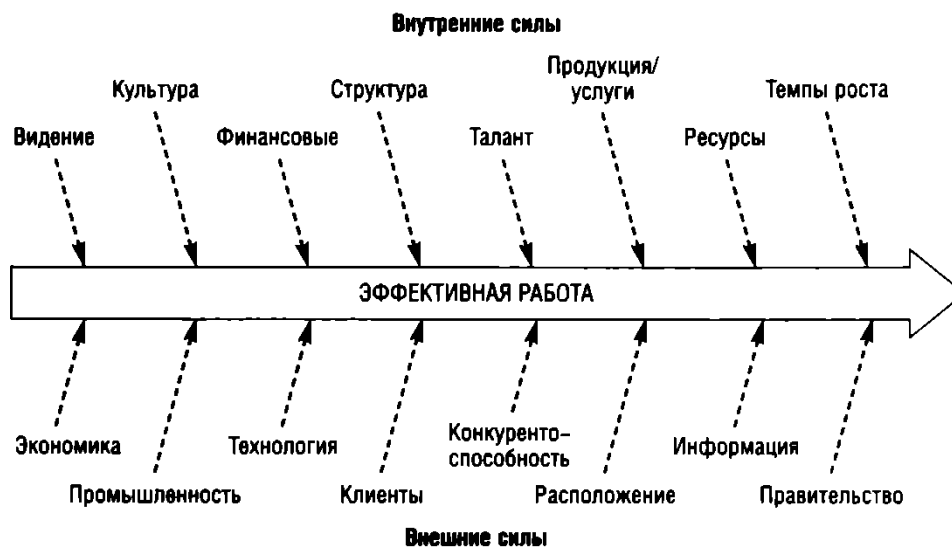 Внутренние силы
Продукция/
услуги
Культура
Структура
Темпы роста
Видение
Финансовые
Талант
Ресурсы
ЭФФЕКТИВНАЯ РАБОТА
Экономика
Технология
Конкуренто-
способность
Информация
Промышленность
Клиенты
Расположение
Правительство
Внешние силы